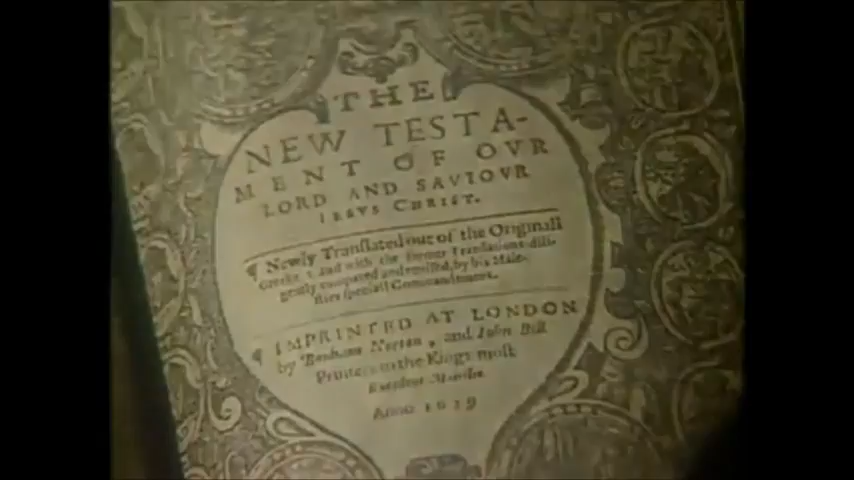 THE
NEW TESTA-
MENT OF OVR
LORD AND SAVIOVR
IESVS CHRIST.
¶ Newly Tranſlated out of the Originall
Greeke, and with the former Tranſlations dili-
gently compared and reuiſed, by his Maie-
ſties ſpeciall Commandement.
¶ IMPRINTED AT LONDON
by Bonham Norton, and Iohn Bill
Printers to the Kings moſt
Excellent Maieſtie
Anno 1619